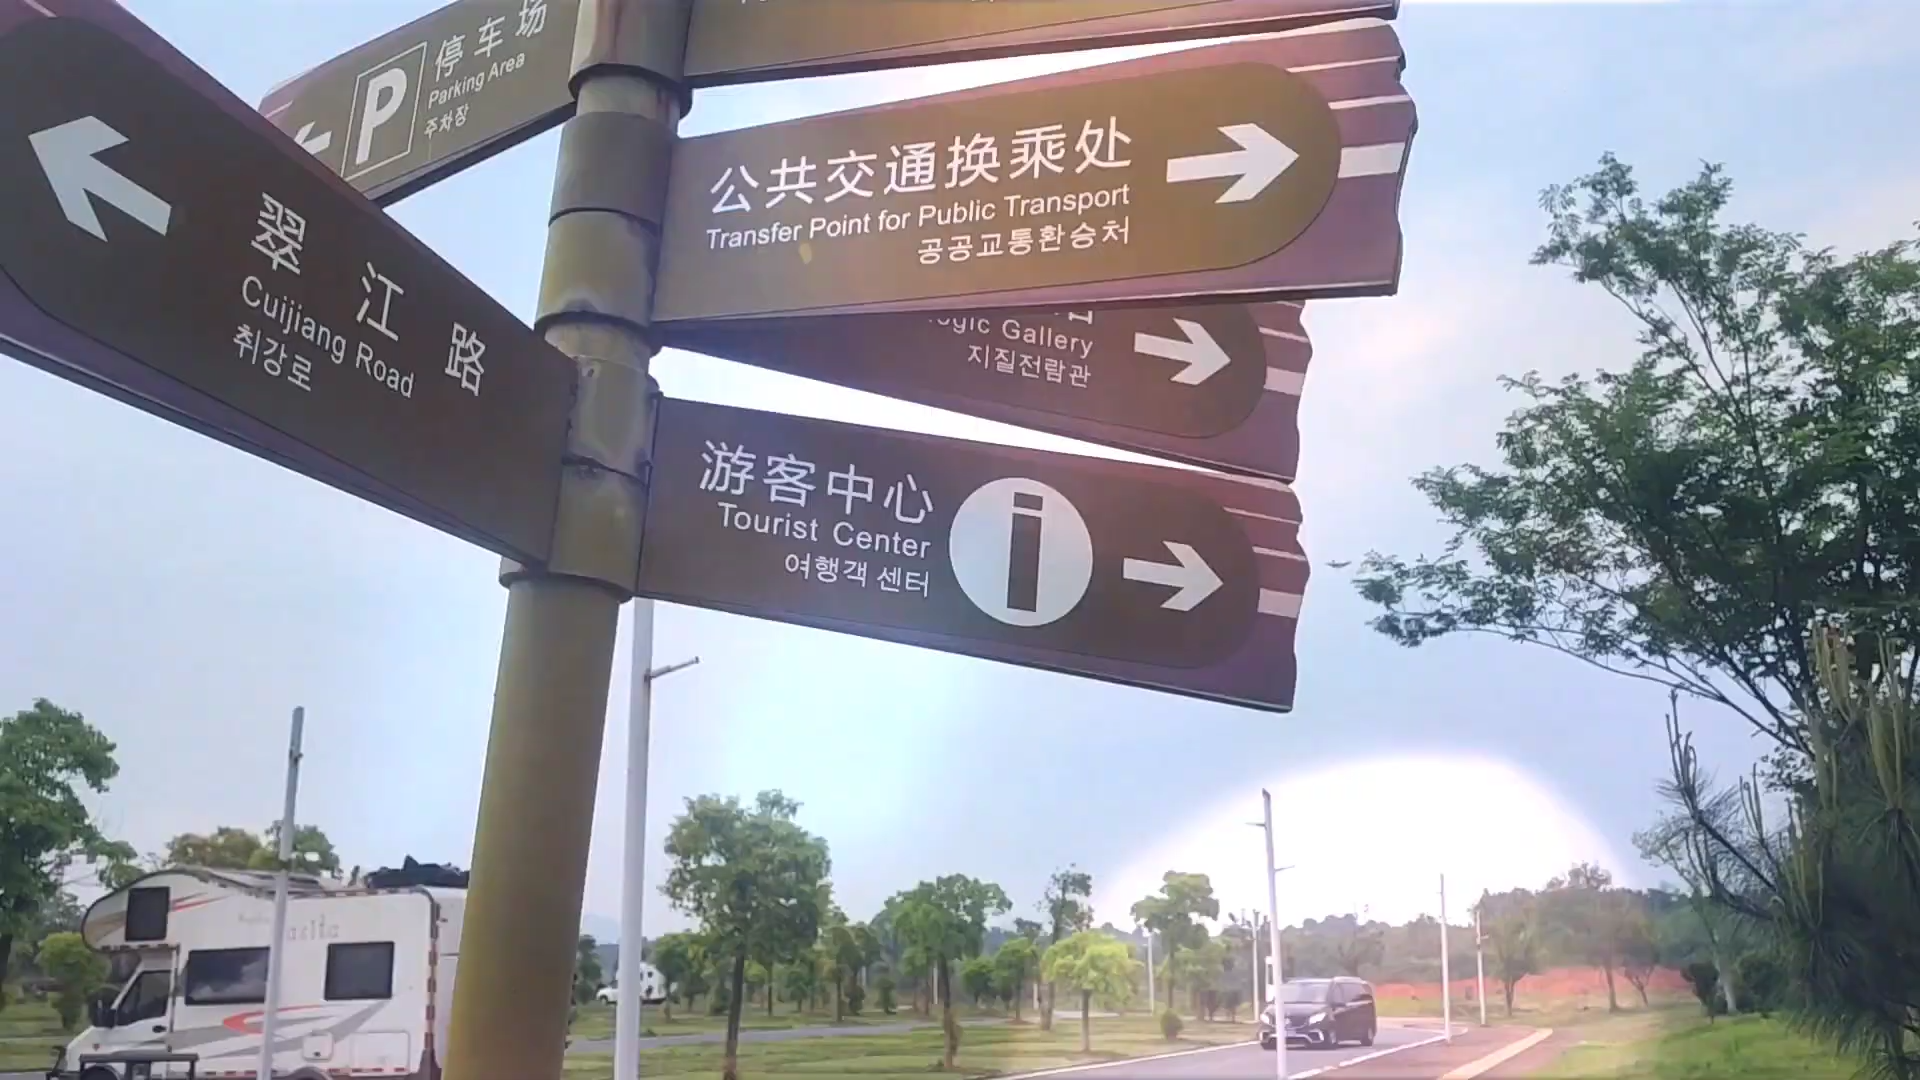 P
停车场
Parking Area
주차장
公共交通换乘处
Transfer Point for Public Transport
공공교통환승처
翠江路
Cuijiang Road
취강로
Gallery
지질전람관
游客中心
Tourist Center
여행객 센터
i